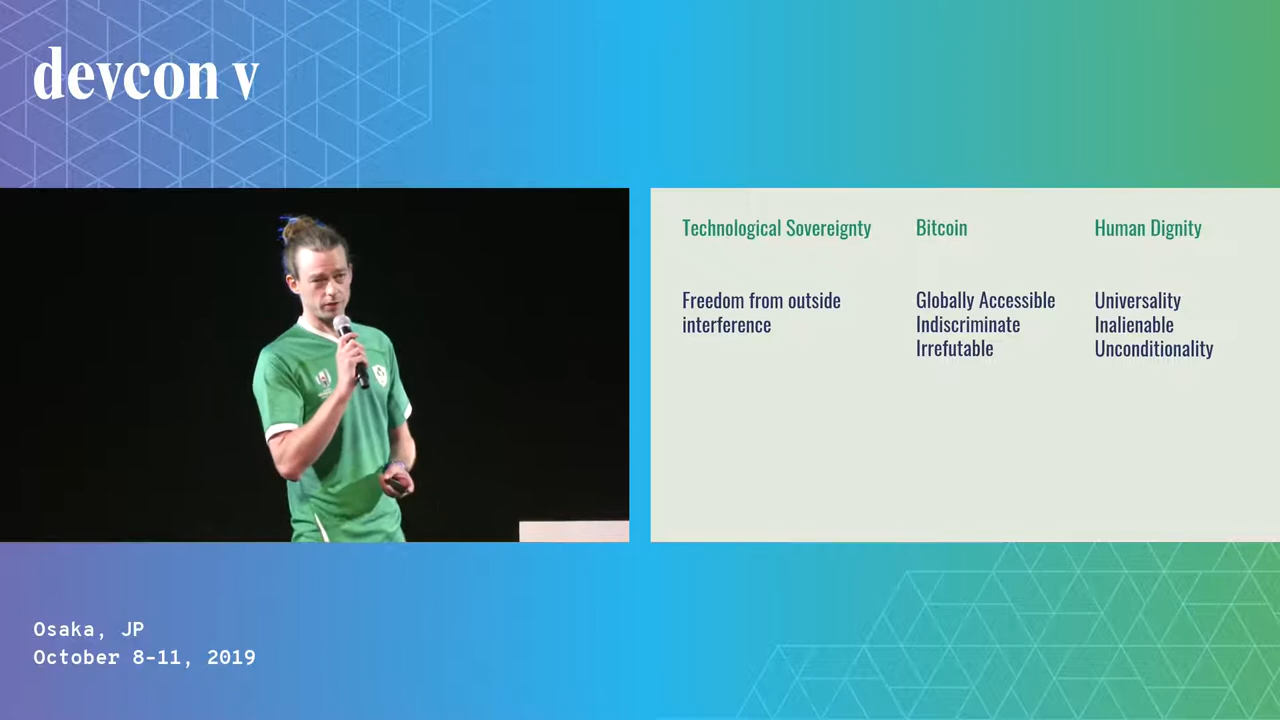 devcon v
Technological Sovereignty
Freedom from outside
interference
Bitcoin
Globally Accessible
Indiscriminate
Irrefutable
Human Dignity
Universality
Inalienable
Unconditionality
Osaka, JP
October 8-11, 2019